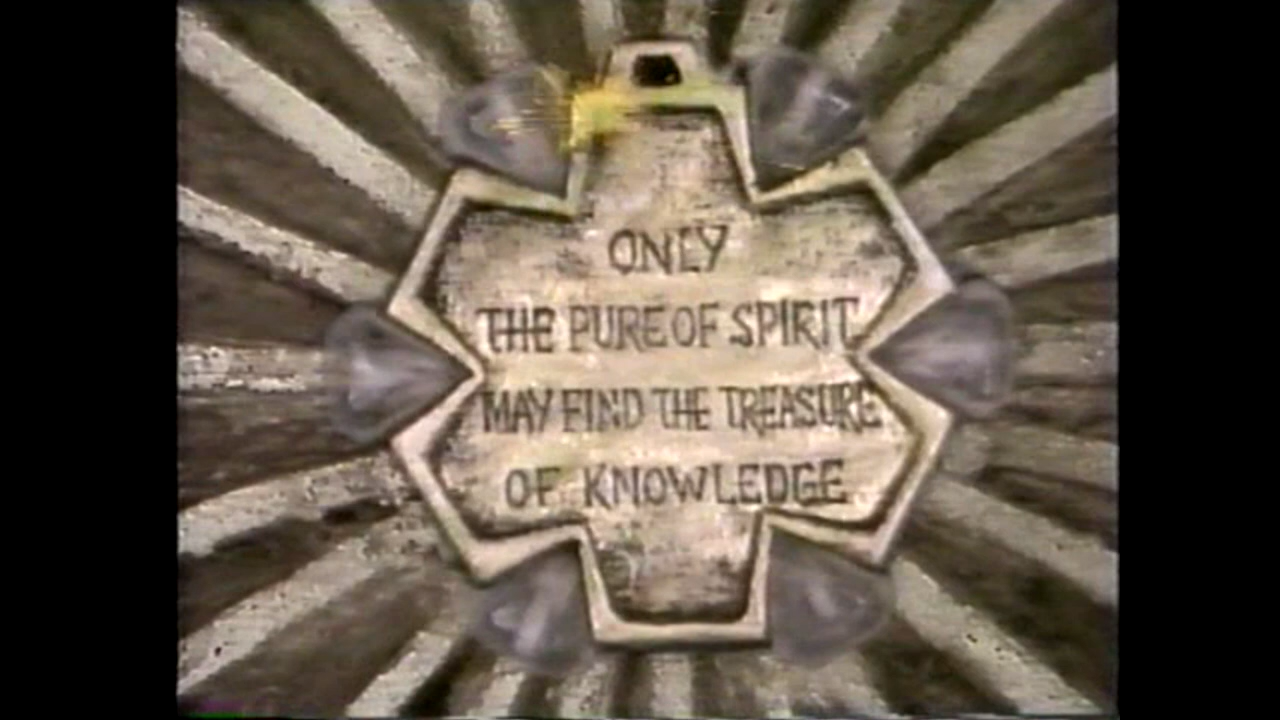 ONLY
THE PURE OF SPIRIT
MAY FIND THE TREASURE
OF KNOWLEDGE